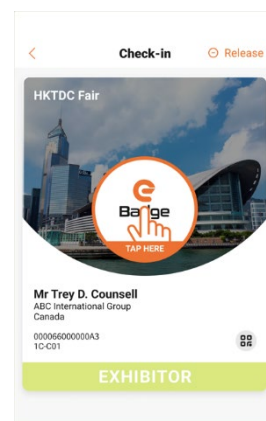 Check-in
Release
HKTDC Fair
e
Badge
TAP HERE
Mr Trey D. Counsell
ABC International Group
Canada
000066000000A3
1C-C01
EXHIBITOR